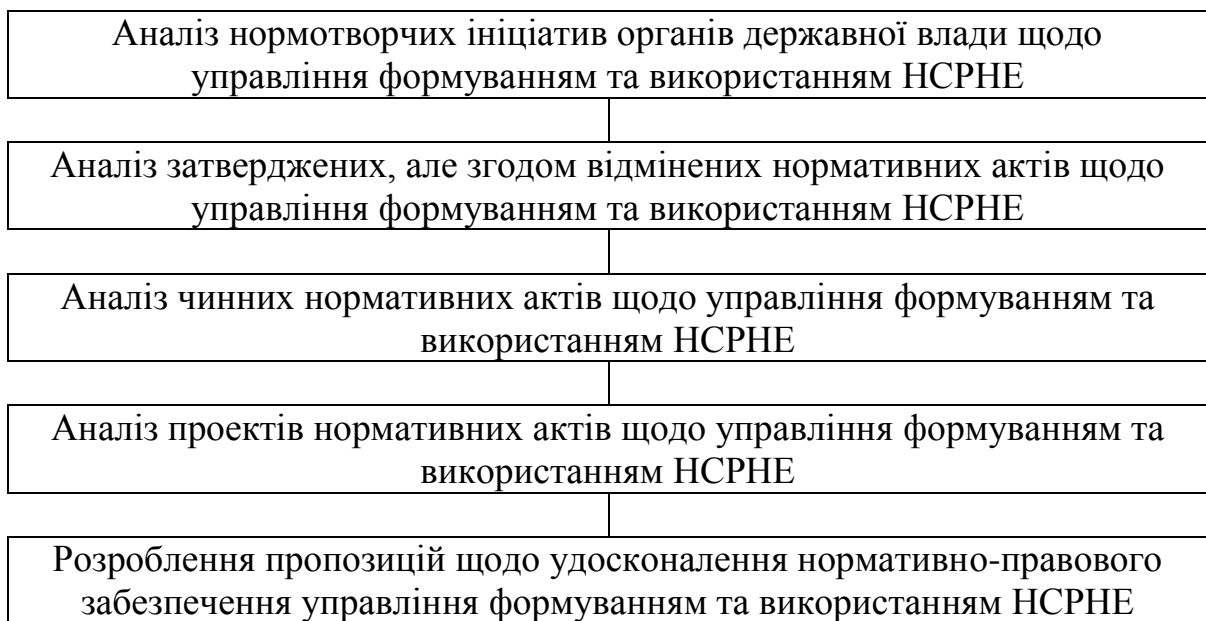 Аналіз нормотворчих ініціатив органів державної влади щодо
управління формуванням та використанням НСРНЕ
Аналіз затверджених, але згодом відмінених нормативних актів щодо
управління формуванням та використанням НСРНЕ
Аналіз чинних нормативних актів щодо управління формуванням та
використанням НСРНЕ
Аналіз проектів нормативних актів щодо управління формуванням та
використанням НСРНЕ
Розроблення пропозицій щодо удосконалення нормативно-правового
забезпечення управління формуванням та використанням НСРНЕ